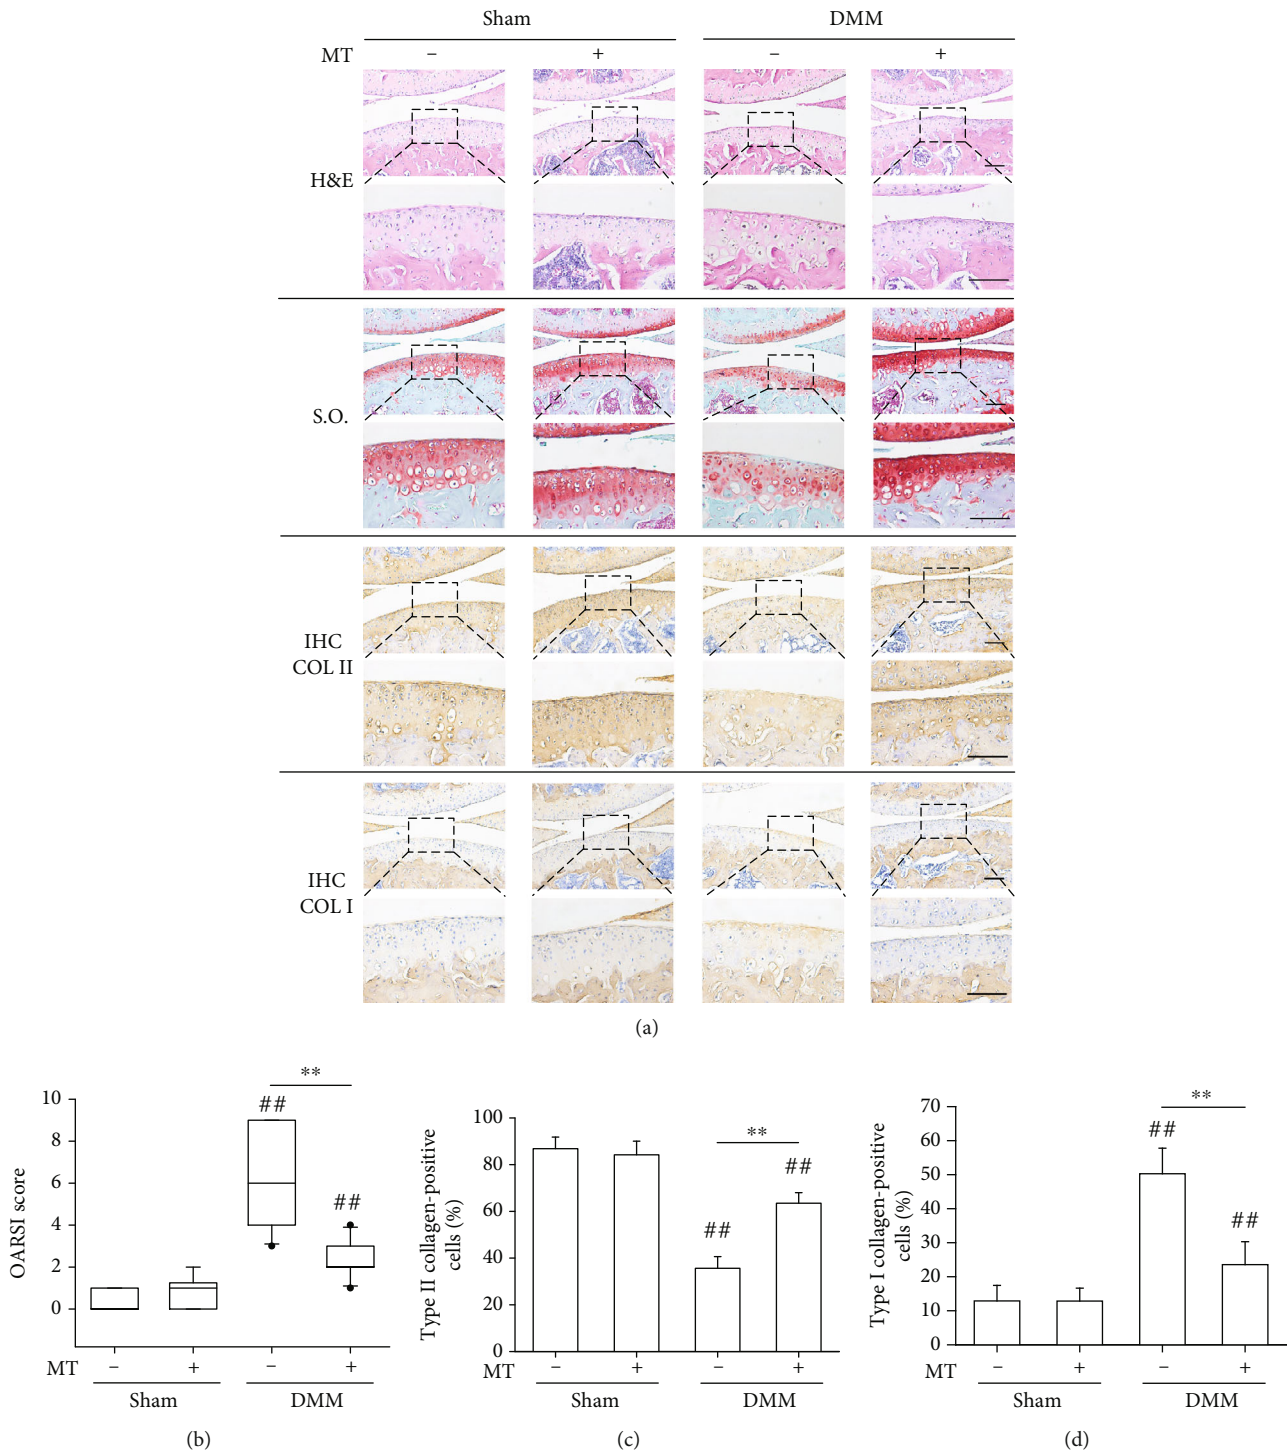 Sham DMM
MT − + − +
H&E
S.O.
IHC
COL II
IHC
COL I
(a)
OARSI score
10
8
6
4
2
0
##
**
##
MT − + − +
Sham DMM
(b)
Type II collagen-positive
cells (%)
100
80
60
40
20
0
##
**
##
MT − + − +
Sham DMM
(c)
Type I collagen-positive
cells (%)
70
60
50
40
30
20
10
0
##
**
##
MT − + − +
Sham DMM
(d)